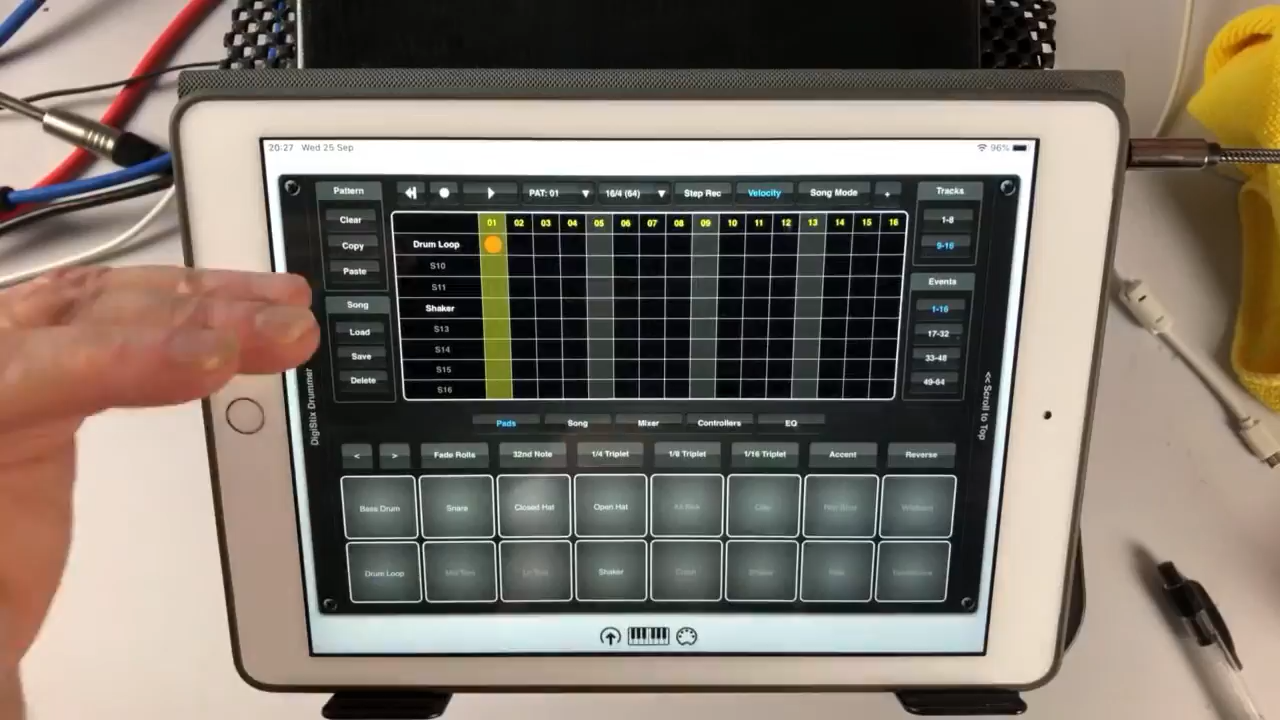 20:27 Wed 25 Sep 96%
Pattern PAT: 01 16/4 (64) Step Rec Velocity Song Mode + Tracks
Clear 01 02 03 04 05 06 07 08 09 10 11 12 13 14 15 16 1-8
Copy Drum Loop 9-16
Paste S10
S11 Events
Song Shaker 1-16
Load S13 17-32
Save S14 33-48
Delete S15 49-64
S16
DigiStix Drummer
<< Scroll to Top
Pads Song Mixer Controllers EQ
< > Fade Rolls 32nd Note 1/4 Triplet 1/8 Triplet 1/16 Triplet Accent Reverse
Bass Drum Snare Closed Hat Open Hat
Drum Loop Shaker